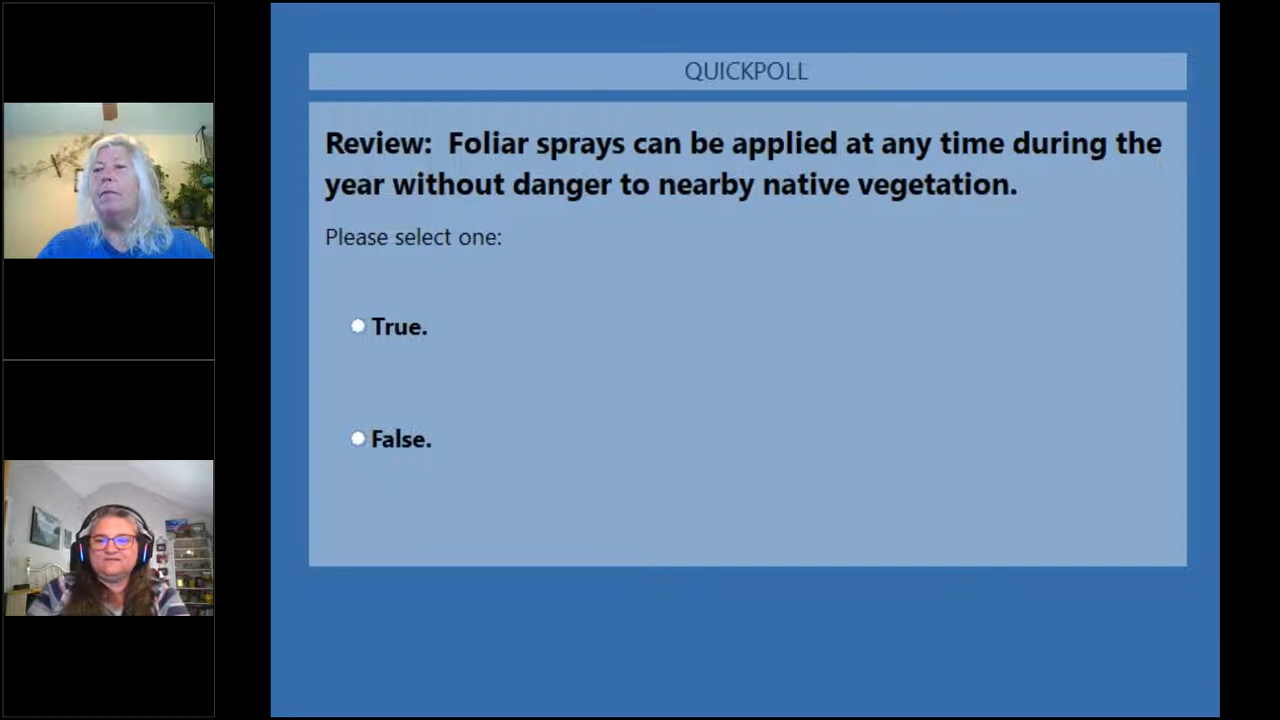 QUICKPOLL
Review:  Foliar sprays can be applied at any time during the
year without danger to nearby native vegetation.
Please select one:
True.
False.